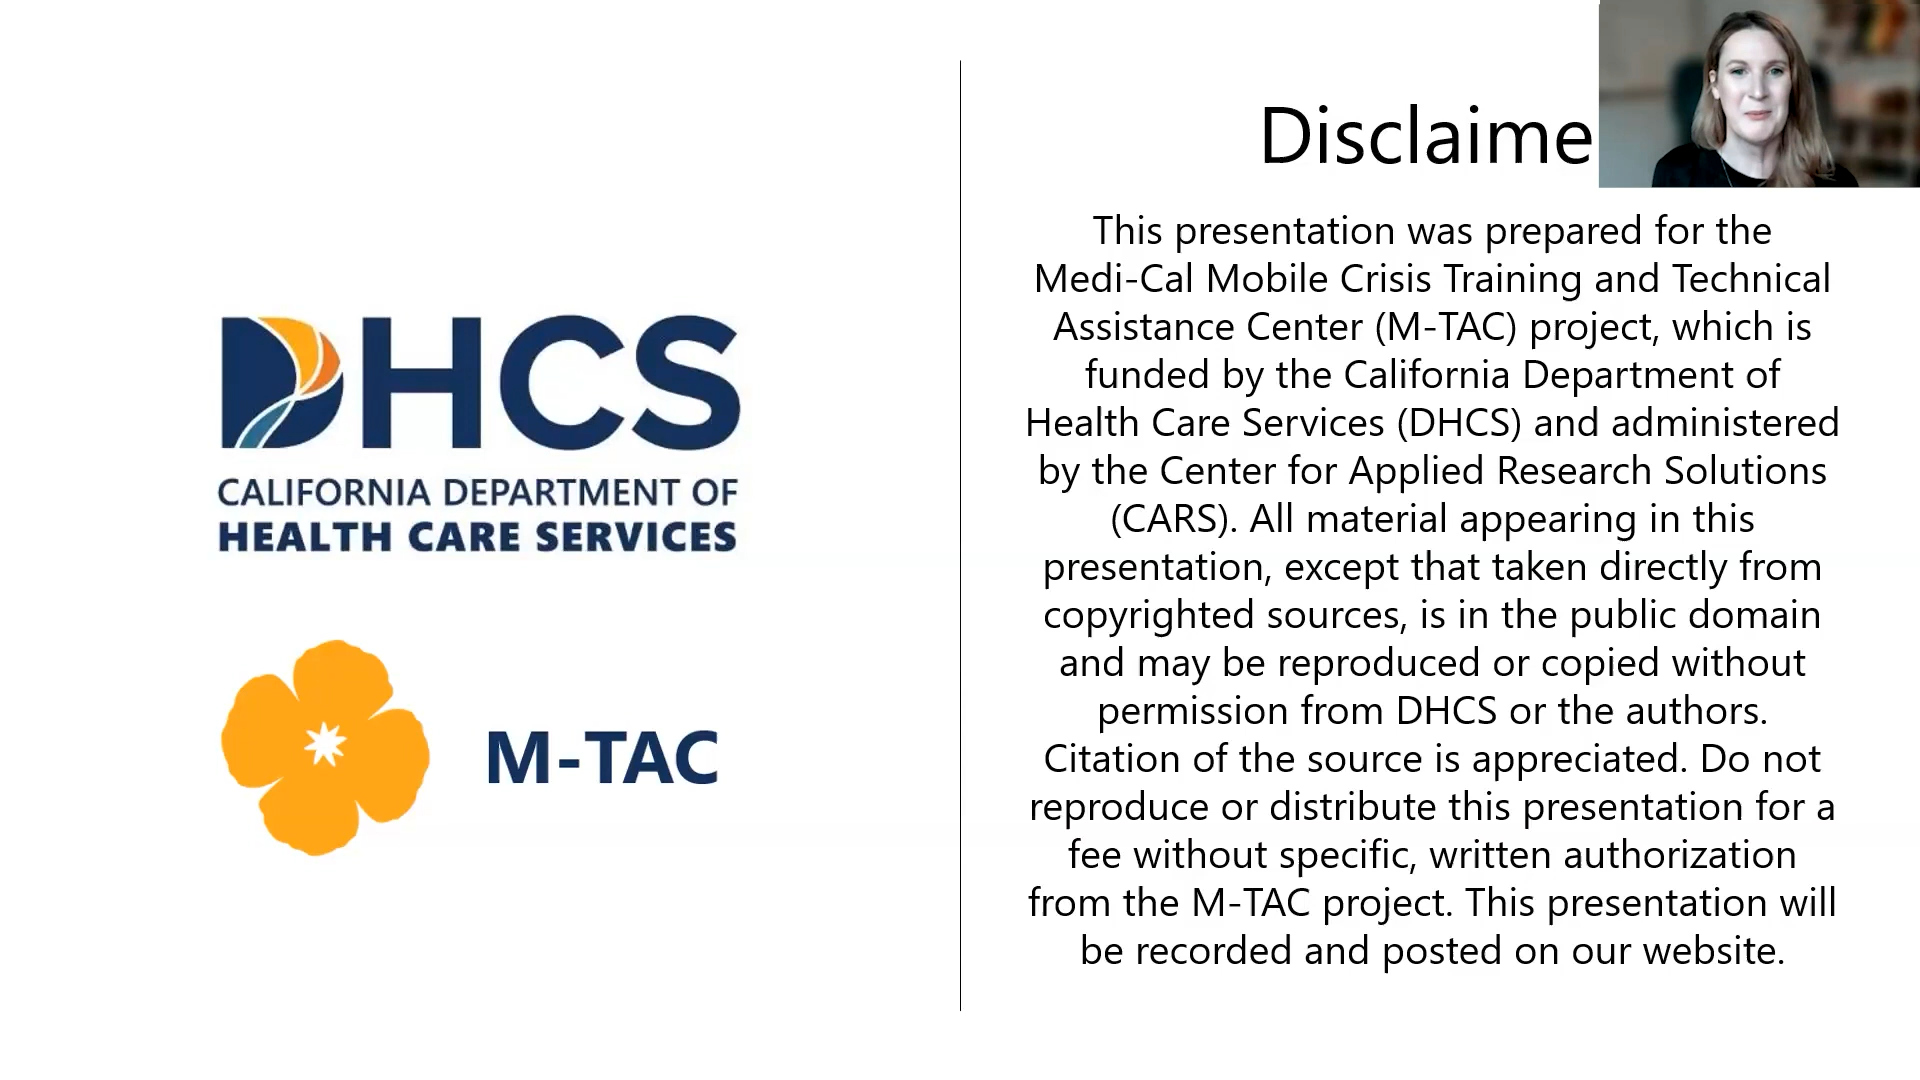 DHCS
CALIFORNIA DEPARTMENT OF
HEALTH CARE SERVICES
M-TAC
Disclaime
This presentation was prepared for the
Medi-Cal Mobile Crisis Training and Technical
Assistance Center (M-TAC) project, which is
funded by the California Department of
Health Care Services (DHCS) and administered
by the Center for Applied Research Solutions
(CARS). All material appearing in this
presentation, except that taken directly from
copyrighted sources, is in the public domain
and may be reproduced or copied without
permission from DHCS or the authors.
Citation of the source is appreciated. Do not
reproduce or distribute this presentation for a
fee without specific, written authorization
from the M-TAC project. This presentation will
be recorded and posted on our website.